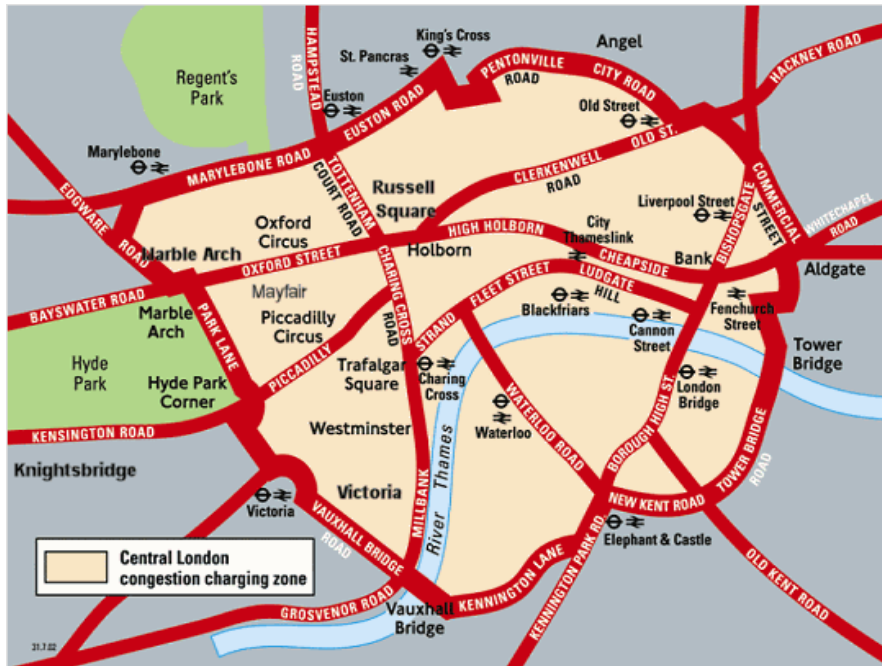 King's Cross
St. Pancras
Angel
HAMPSTEAD
ROAD
Regent's
Park
Euston
EUSTON ROAD
PENTONVILLE
ROAD
CITY ROAD
HACKNEY ROAD
Old Street
OLD ST.
Marylebone
MARYLEBONE ROAD
TOTTENHAM
COURT ROAD
CLERKENWELL
ROAD
Russell
Square
COMMERCIAL
STREET
EDGWARE
ROAD
Oxford
Circus
Liverpool Street
BISHOPSGATE
WHITECHAPEL
ROAD
Marble Arch
OXFORD STREET
Holborn
HIGH HOLBORN
City
Thameslink
CHEAPSIDE
Bank
Aldgate
BAYSWATER ROAD
Mayfair
CHARING CROSS
ROAD
FLEET STREET
LUDGATE
HILL
Marble
Arch
PARK LANE
Piccadilly
Circus
STRAND
Blackfriars
Cannon
Street
Fenchurch
Street
Hyde
Park
PICCADILLY
Trafalgar
Square
Charing
Cross
Tower
Bridge
Hyde Park
Corner
London
Bridge
KENSINGTON ROAD
Westminster
Waterloo
WATERLOO ROAD
BOROUGH HIGH ST.
TOWER BRIDGE
ROAD
Knightsbridge
Victoria
Victoria
MILLBANK
River Thames
NEW KENT ROAD
VAUXHALL BRIDGE
ROAD
Elephant & Castle
Central London
congestion charging zone
KENNINGTON LANE
KENNINGTON PARK RD.
OLD KENT ROAD
GROSVENOR ROAD
Vauxhall
Bridge
31.7.02